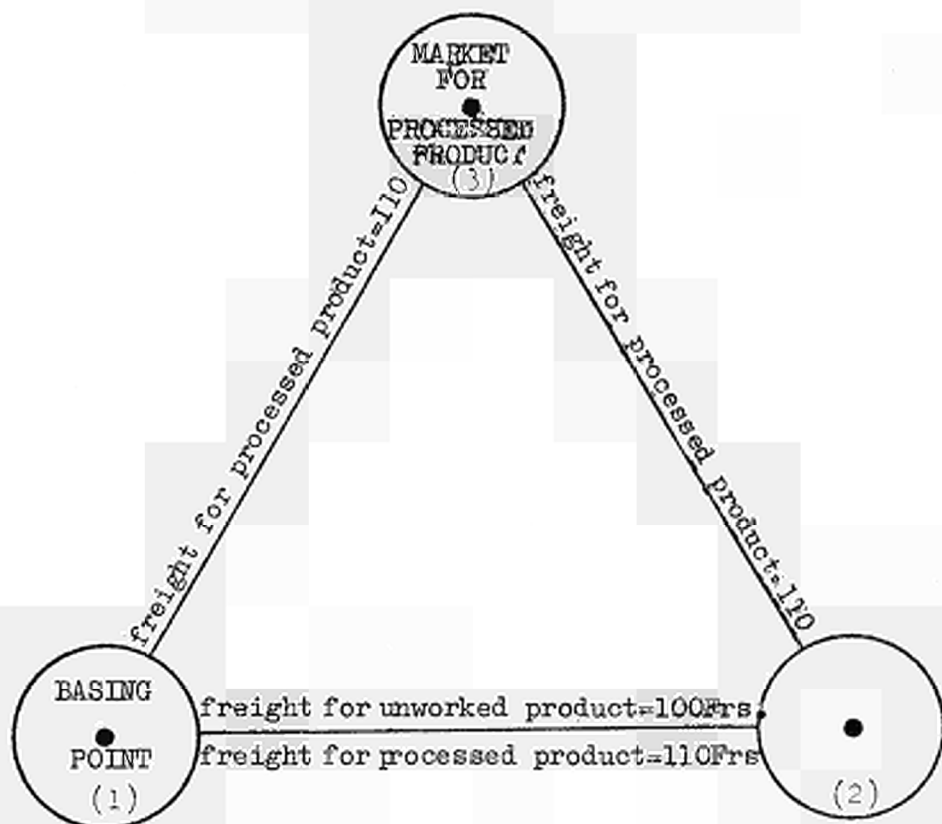 MARKET
FOR
PROCESSED
PRODUCT
(3)
freight for processed product=110
freight for processed product=110
BASING
POINT
(1)
freight for unworked product=100Frs.
freight for processed product=110Frs
(2)